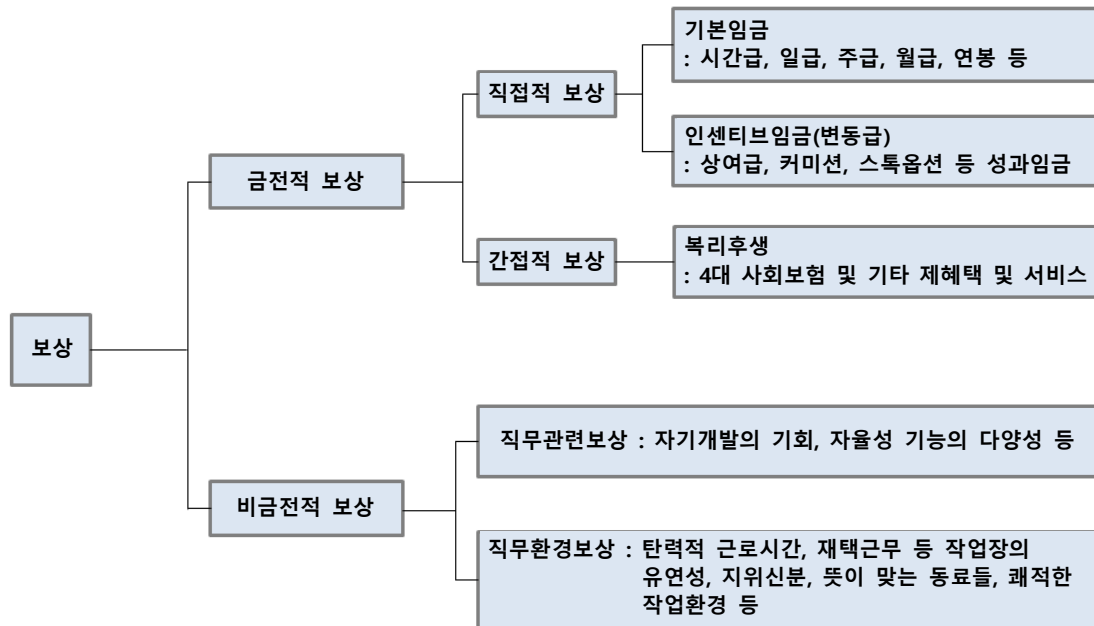 보상
금전적 보상
직접적 보상
기본임금
: 시간급, 일급, 주급, 월급, 연봉 등
인센티브임금(변동급)
: 상여급, 커미션, 스톡옵션 등 성과임금
간접적 보상
복리후생
: 4대 사회보험 및 기타 제혜택 및 서비스
비금전적 보상
직무관련보상 : 자기개발의 기회, 자율성 기능의 다양성 등
직무환경보상 : 탄력적 근로시간, 재택근무 등 작업장의
유연성, 지위신분, 뜻이 맞는 동료들, 쾌적한
작업환경 등